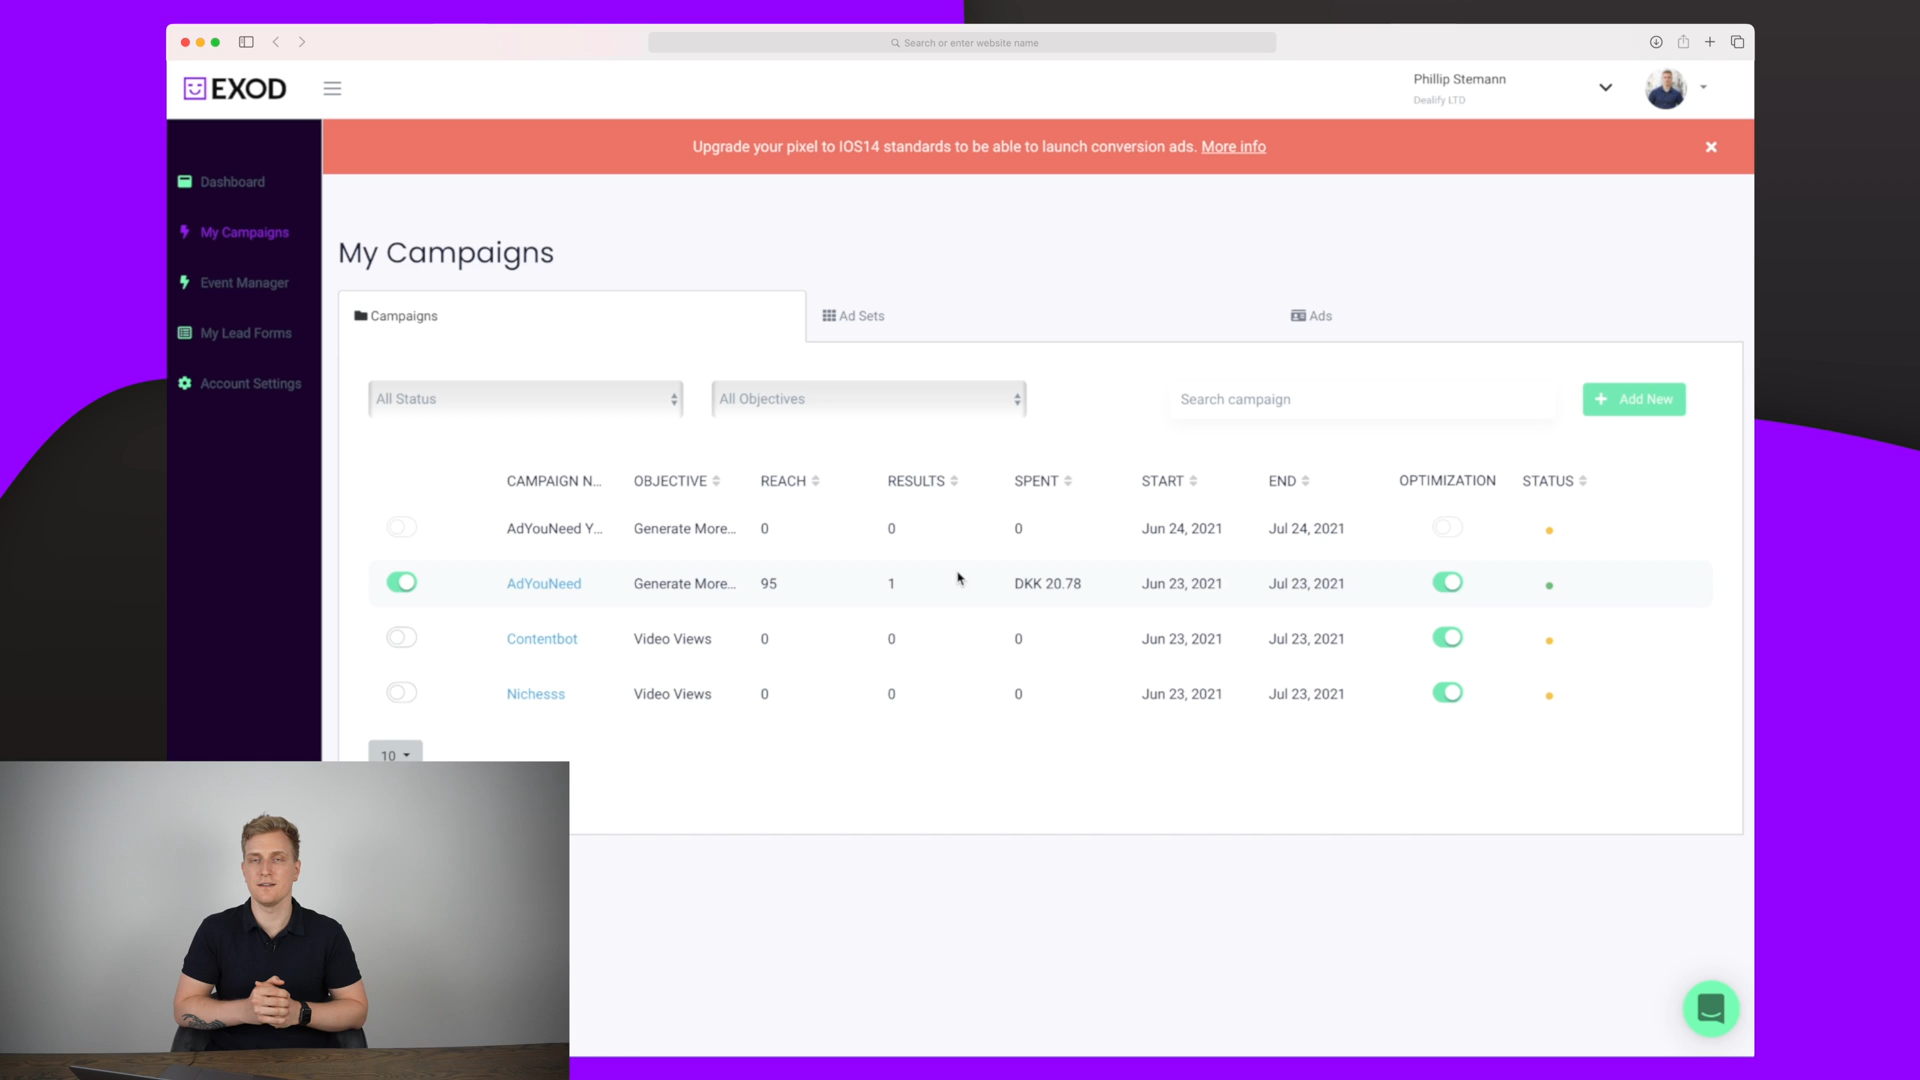 Search or enter website name
EXOD
Phillip Stemann
Dealify LTD
Upgrade your pixel to IOS14 standards to be able to launch conversion ads. More info
Dashboard
My Campaigns
Event Manager
My Lead Forms
Account Settings
My Campaigns
Campaigns
Ad Sets
Ads
All Status
All Objectives
Search campaign
+ Add New
CAMPAIGN N... OBJECTIVE REACH RESULTS SPENT START END OPTIMIZATION STATUS
AdYouNeed Y... Generate More... 0 0 0 Jun 24, 2021 Jul 24, 2021
AdYouNeed Generate More... 95 1 DKK 20.78 Jun 23, 2021 Jul 23, 2021
Contentbot Video Views 0 0 0 Jun 23, 2021 Jul 23, 2021
Nichesss Video Views 0 0 0 Jun 23, 2021 Jul 23, 2021
10